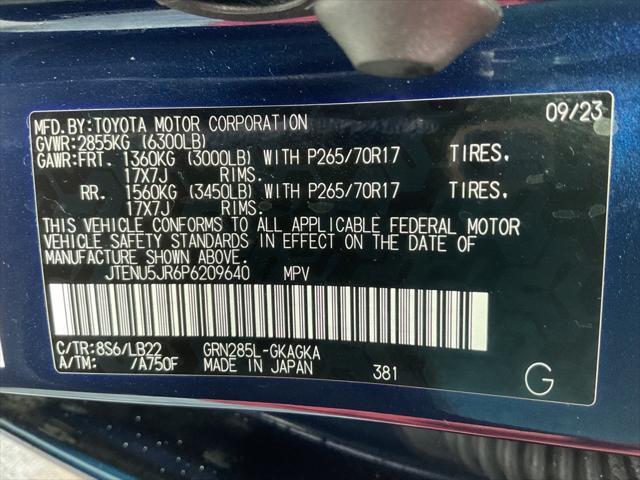 09/23
MFD.BY:TOYOTA MOTOR CORPORATION
GVWR:2855KG (6300LB)
GAWR:FRT. 1360KG (3000LB) WITH P265/70R17 TIRES.
17X7J RIMS.
RR. 1560KG (3450LB) WITH P265/70R17 TIRES.
17X7J RIMS.
THIS VEHICLE CONFORMS TO ALL APPLICABLE FEDERAL MOTOR
VEHICLE SAFETY STANDARDS IN EFFECT ON THE DATE OF
MANUFACTURE SHOWN ABOVE.
JTENU5JR6P6209640 MPV
C/TR:8S6/LB22 GRN285L-GKAGKA
A/TM: /A750F MADE IN JAPAN 381
G